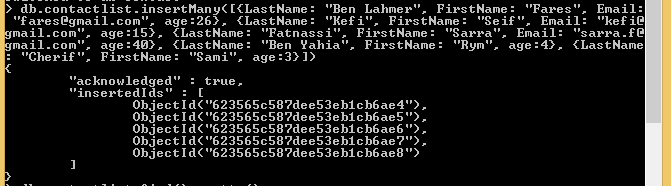 > db.contactlist.insertMany([{LastName: "Ben Lahmer", FirstName: "Fares", Email:
"fares@gmail.com", age:26}, {LastName: "Kefi", FirstName: "Seif", Email: "kefi@
gmail.com", age:15}, {LastName: "Fatnassi", FirstName: "Sarra", Email: "sarra.f@
gmail.com", age:40}, {LastName: "Ben Yahia", FirstName: "Rym", age:4}, {LastName
: "Cherif", FirstName: "Sami", age:3}])
{
"acknowledged" : true,
"insertedIds" : [
ObjectId("623565c587dee53eb1cb6ae4"),
ObjectId("623565c587dee53eb1cb6ae5"),
ObjectId("623565c587dee53eb1cb6ae6"),
ObjectId("623565c587dee53eb1cb6ae7"),
ObjectId("623565c587dee53eb1cb6ae8")
]
}